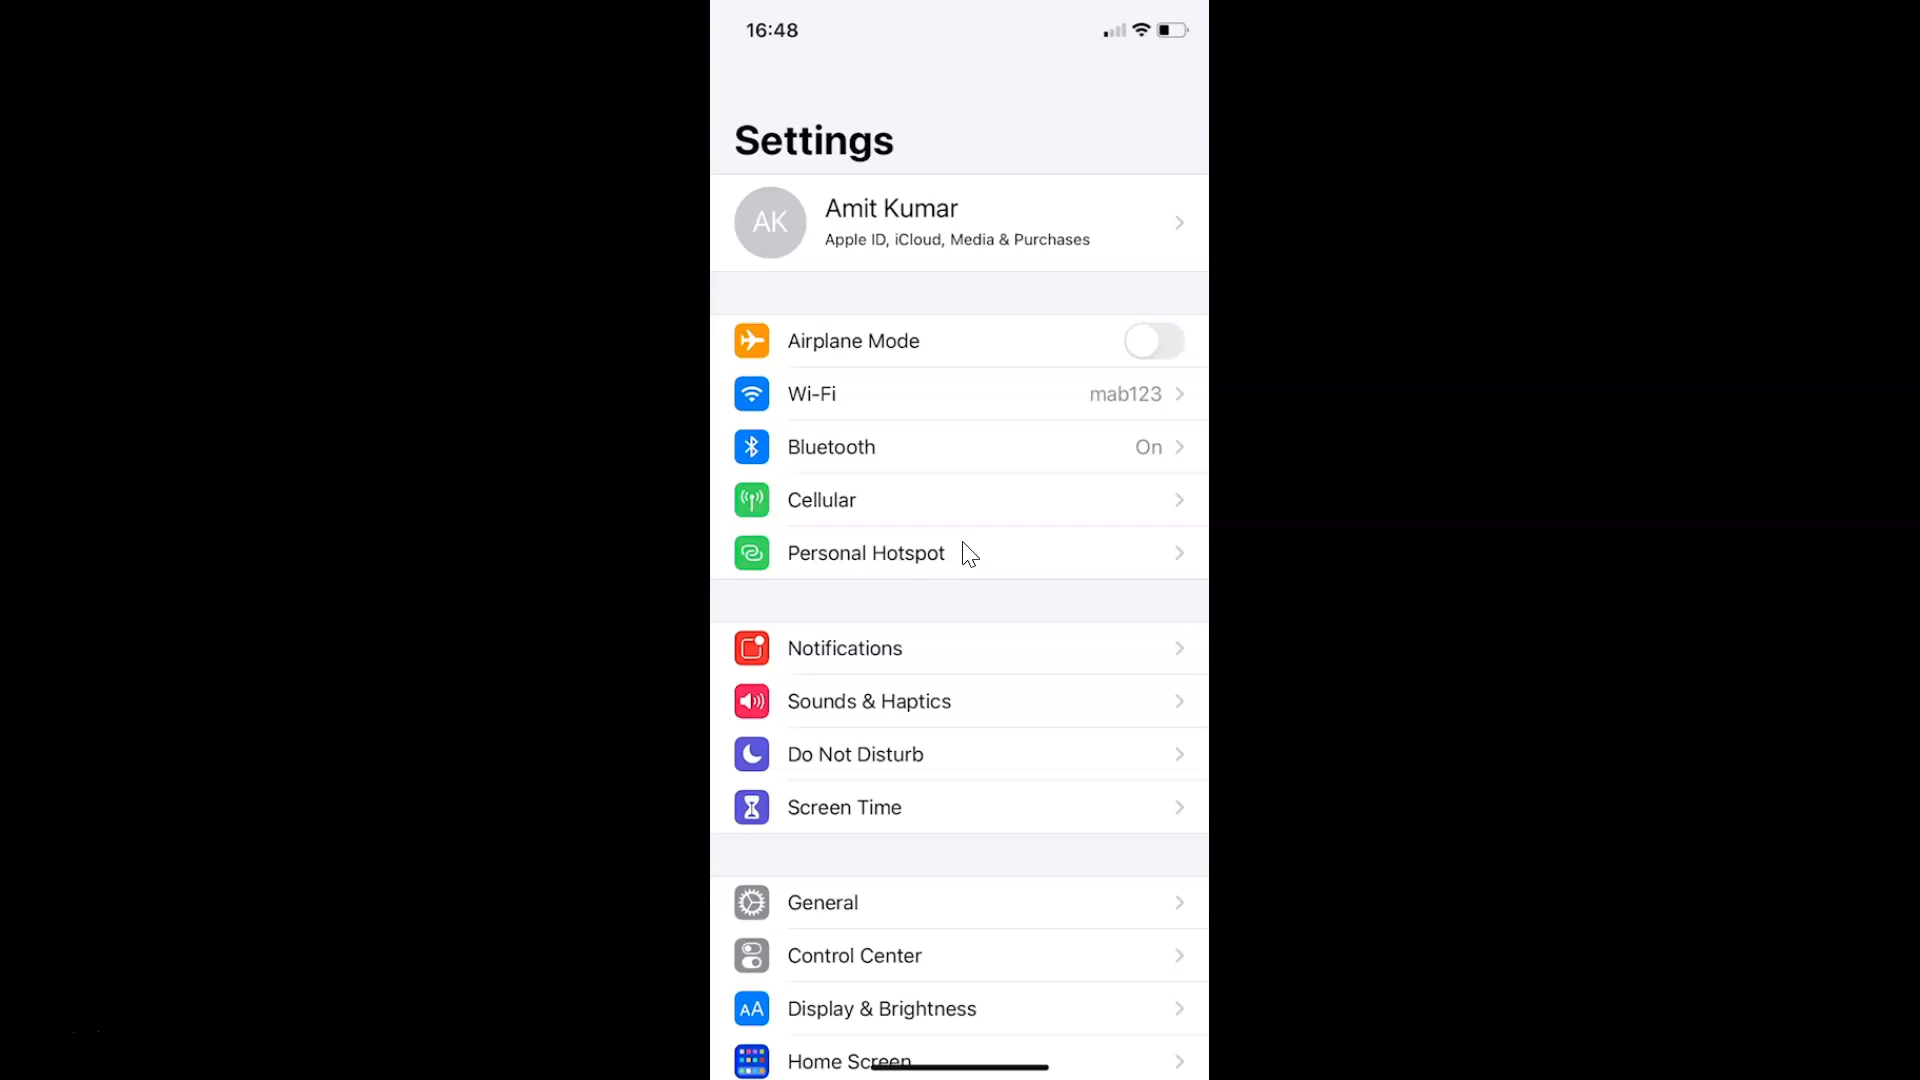 16:48
Settings
AK
Amit Kumar
Apple ID, iCloud, Media & Purchases
Airplane Mode
Wi-Fi mab123
Bluetooth On
Cellular
Personal Hotspot
Notifications
Sounds & Haptics
Do Not Disturb
Screen Time
General
Control Center
AA Display & Brightness
Home Screen